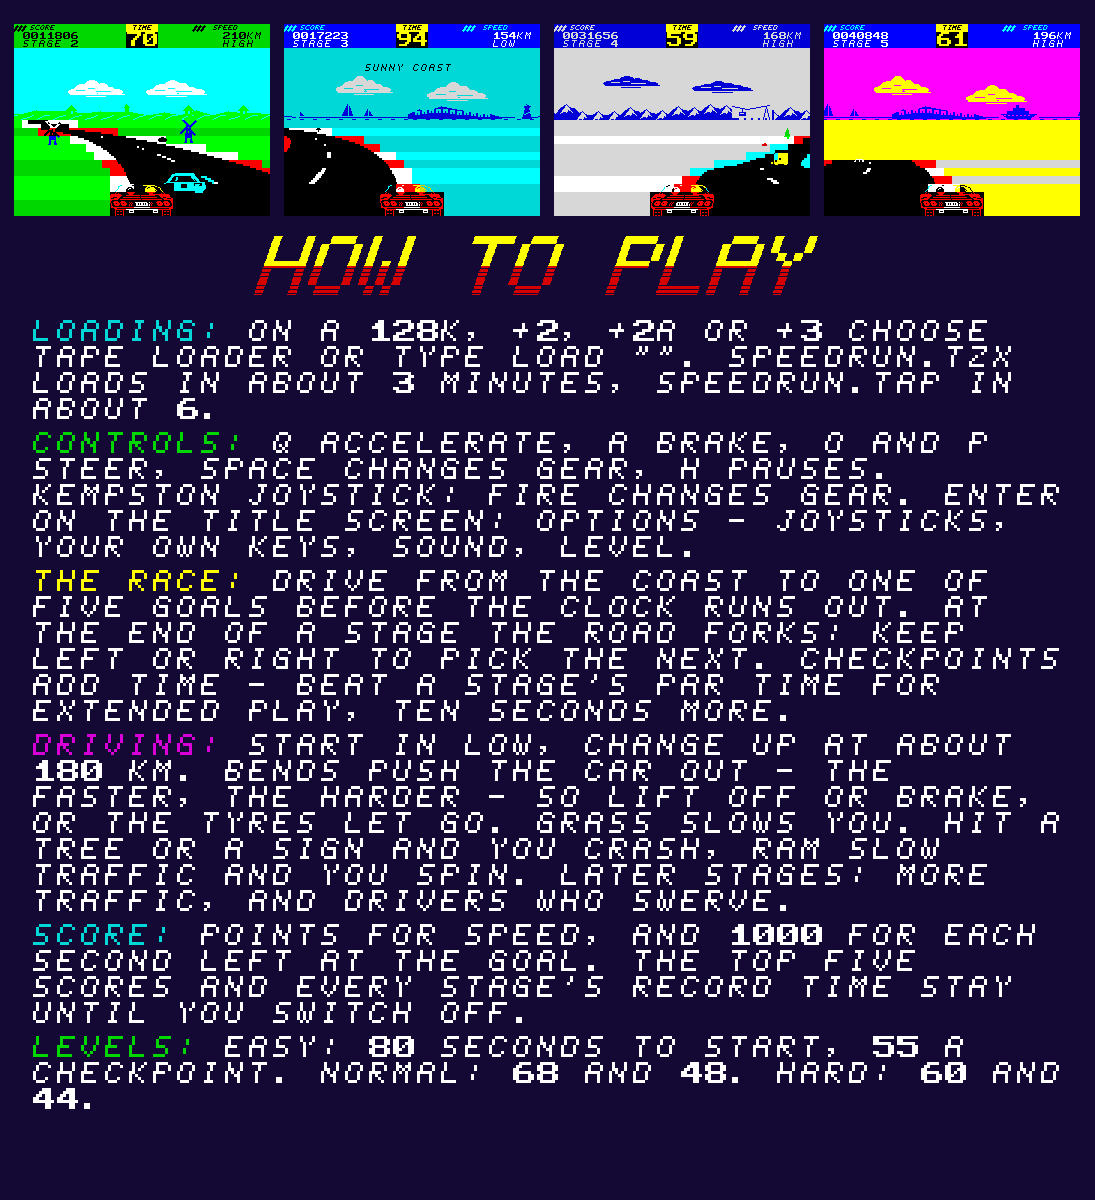 SCORE TIME SPEED
0011806 70 210KM
STAGE 2 HIGH
SCORE TIME SPEED
0017223 94 154KM
STAGE 3 LOW
SUNNY COAST
SCORE TIME SPEED
0031656 59 168KM
STAGE 4 HIGH
SCORE TIME SPEED
0040848 61 196KM
STAGE 5 HIGH
HOW TO PLAY
LOADING: ON A 128K, +2, +2A OR +3 CHOOSE
TAPE LOADER OR TYPE LOAD "". SPEEDRUN.TZX
LOADS IN ABOUT 3 MINUTES, SPEEDRUN.TAP IN
ABOUT 6.
CONTROLS: Q ACCELERATE, A BRAKE, O AND P
STEER, SPACE CHANGES GEAR, H PAUSES.
KEMPSTON JOYSTICK: FIRE CHANGES GEAR. ENTER
ON THE TITLE SCREEN: OPTIONS - JOYSTICKS,
YOUR OWN KEYS, SOUND, LEVEL.
THE RACE: DRIVE FROM THE COAST TO ONE OF
FIVE GOALS BEFORE THE CLOCK RUNS OUT. AT
THE END OF A STAGE THE ROAD FORKS: KEEP
LEFT OR RIGHT TO PICK THE NEXT. CHECKPOINTS
ADD TIME - BEAT A STAGE'S PAR TIME FOR
EXTENDED PLAY, TEN SECONDS MORE.
DRIVING: START IN LOW, CHANGE UP AT ABOUT
180 KM. BENDS PUSH THE CAR OUT - THE
FASTER, THE HARDER - SO LIFT OFF OR BRAKE,
OR THE TYRES LET GO. GRASS SLOWS YOU. HIT A
TREE OR A SIGN AND YOU CRASH, RAM SLOW
TRAFFIC AND YOU SPIN. LATER STAGES: MORE
TRAFFIC, AND DRIVERS WHO SWERVE.
SCORE: POINTS FOR SPEED, AND 1000 FOR EACH
SECOND LEFT AT THE GOAL. THE TOP FIVE
SCORES AND EVERY STAGE'S RECORD TIME STAY
UNTIL YOU SWITCH OFF.
LEVELS: EASY: 80 SECONDS TO START, 55 A
CHECKPOINT. NORMAL: 68 AND 48. HARD: 60 AND
44.